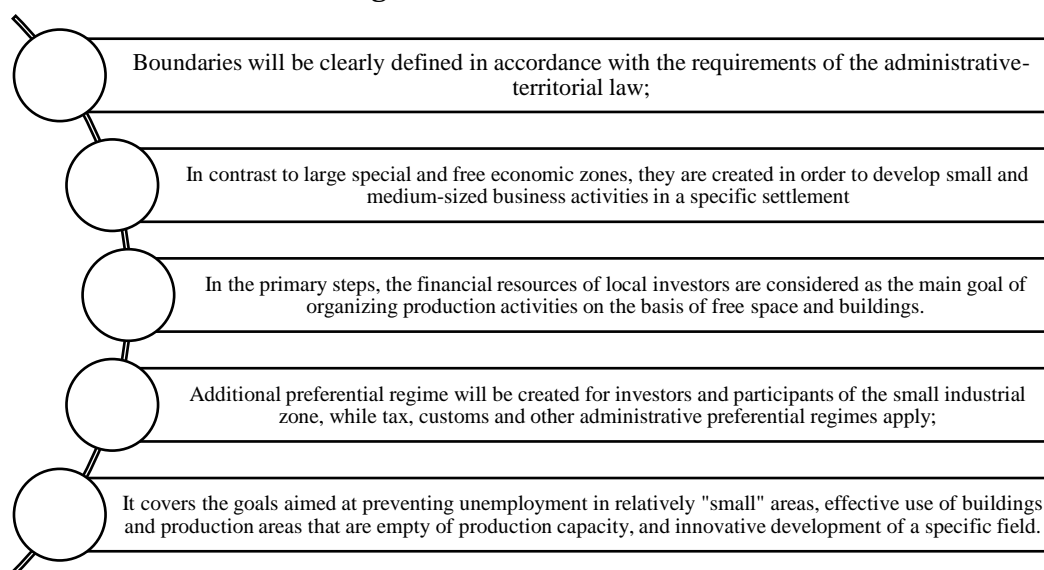 Boundaries will be clearly defined in accordance with the requirements of the administrative-
territorial law;
In contrast to large special and free economic zones, they are created in order to develop small and
medium-sized business activities in a specific settlement
In the primary steps, the financial resources of local investors are considered as the main goal of
organizing production activities on the basis of free space and buildings.
Additional preferential regime will be created for investors and participants of the small industrial
zone, while tax, customs and other administrative preferential regimes apply;
It covers the goals aimed at preventing unemployment in relatively "small" areas, effective use of buildings
and production areas that are empty of production capacity, and innovative development of a specific field.